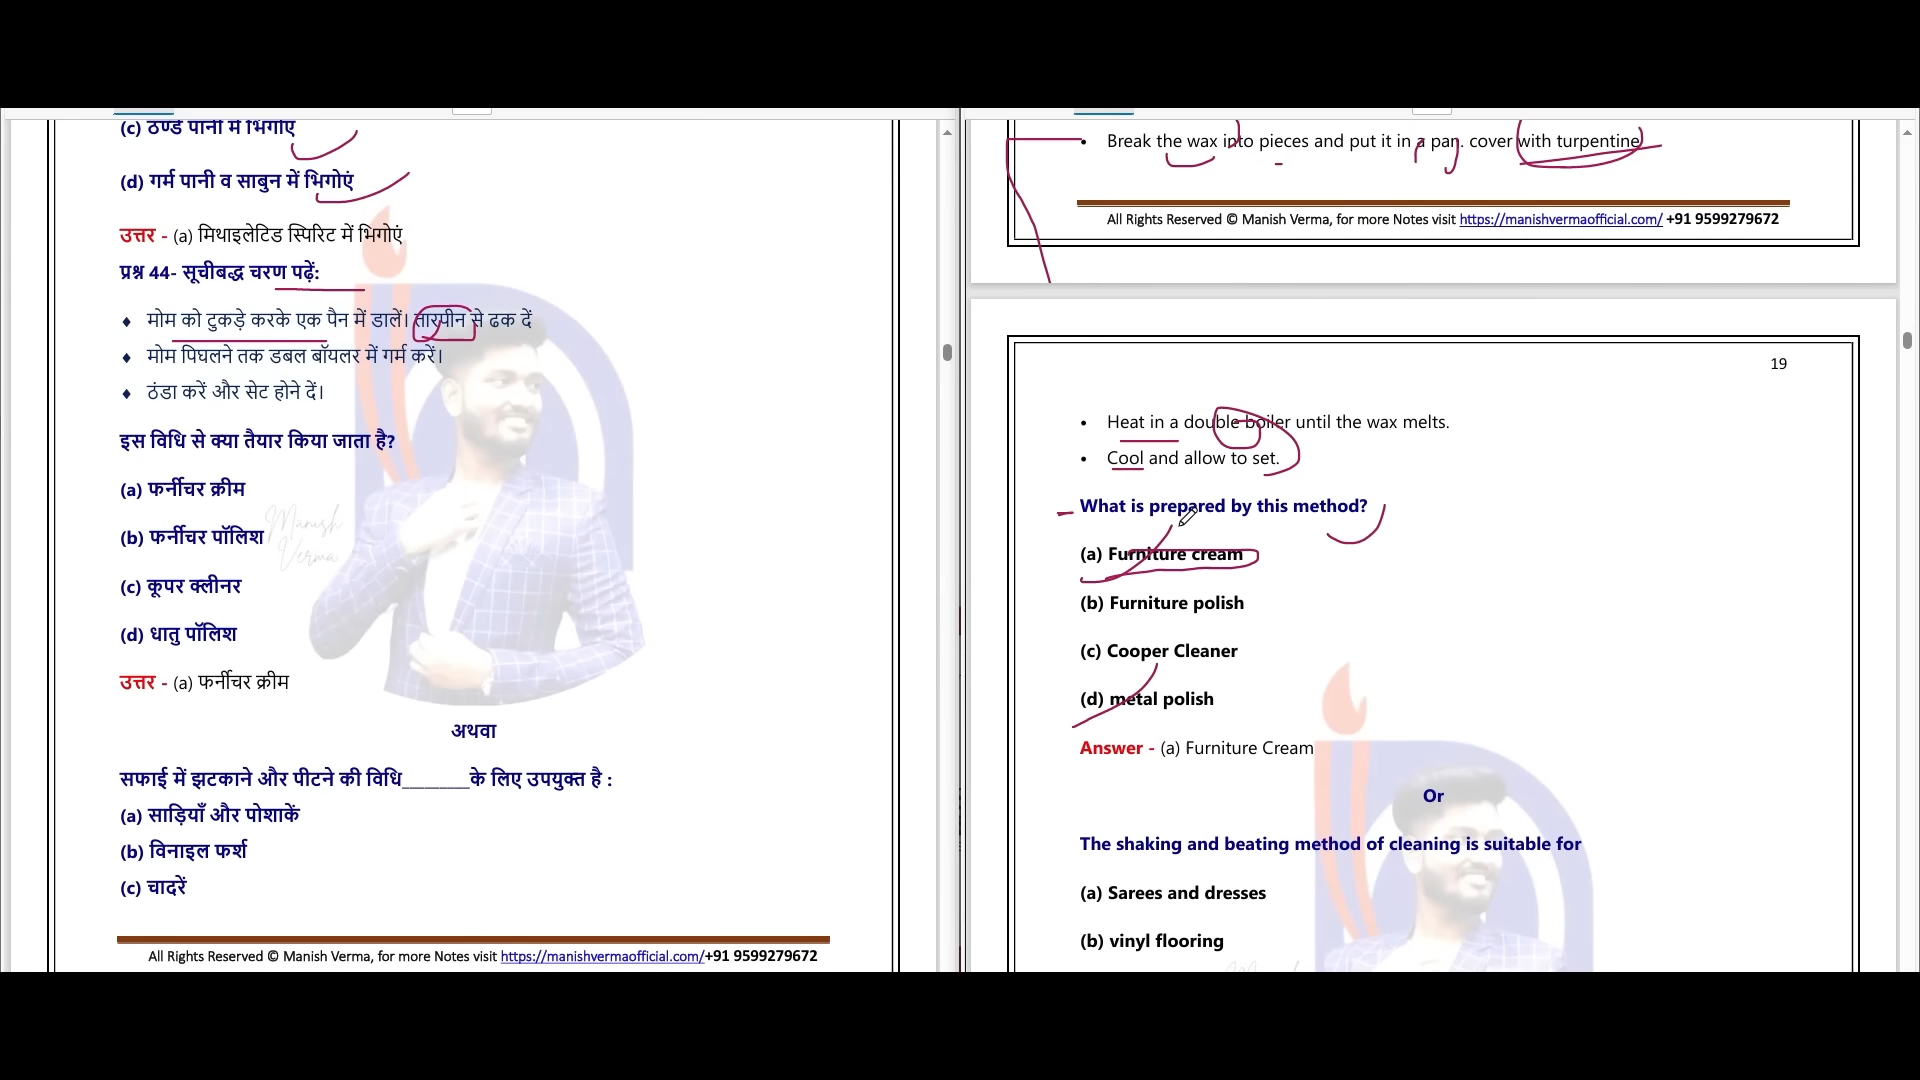 (c) ठण्डे पानी में भिगोएं
(d) गर्म पानी व साबुन में भिगोएं
उत्तर - (a) मिथाइलेटिड स्पिरिट में भिगोएं
प्रश्न 44- सूचीबद्ध चरण पढ़ें:
♦ मोम को टुकड़े करके एक पैन में डालें। तारपीन से ढक दें
♦ मोम पिघलने तक डबल बॉयलर में गर्म करें।
♦ ठंडा करें और सेट होने दें।
इस विधि से क्या तैयार किया जाता है?
(a) फर्नीचर क्रीम
(b) फर्नीचर पॉलिश
(c) कूपर क्लीनर
(d) धातु पॉलिश
उत्तर - (a) फर्नीचर क्रीम
अथवा
सफाई में झटकाने और पीटने की विधि________के लिए उपयुक्त है :
(a) साड़ियाँ और पोशाकें
(b) विनाइल फर्श
(c) चादरें
All Rights Reserved © Manish Verma, for more Notes visit https://manishvermaofficial.com/+91 9599279672
Manish
Verma
• Break the wax into pieces and put it in a pan. cover with turpentine
All Rights Reserved © Manish Verma, for more Notes visit https://manishvermaofficial.com/ +91 9599279672
19
• Heat in a double boiler until the wax melts.
• Cool and allow to set.
What is prepared by this method?
(a) Furniture cream
(b) Furniture polish
(c) Cooper Cleaner
(d) metal polish
Answer - (a) Furniture Cream
Or
The shaking and beating method of cleaning is suitable for
(a) Sarees and dresses
(b) vinyl flooring